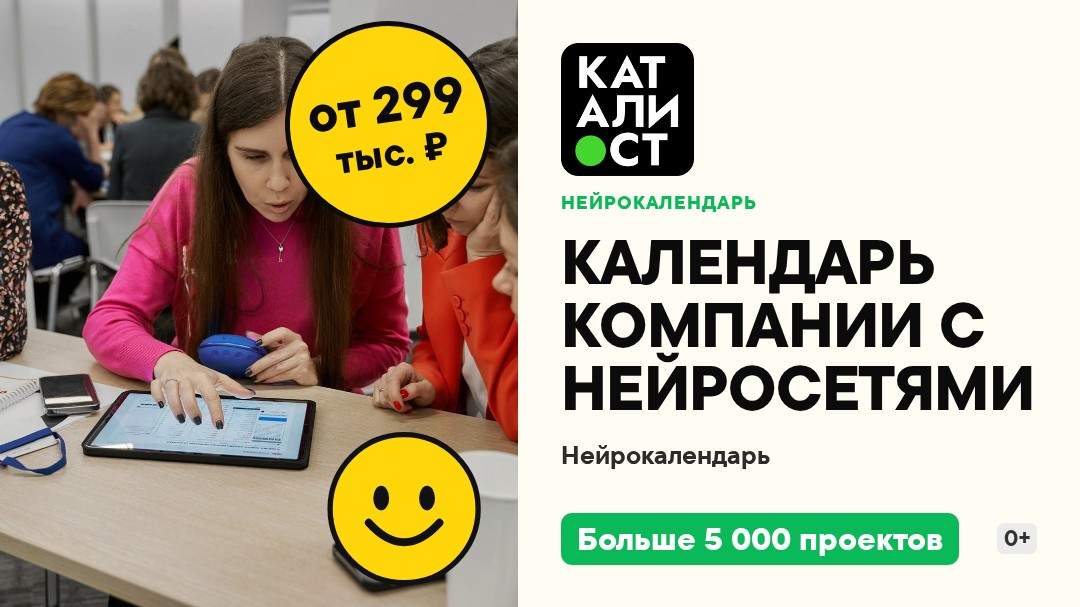 от 299
тыс. ₽
КАТ
АЛИ
СТ
НЕЙРОКАЛЕНДАРЬ
КАЛЕНДАРЬ
КОМПАНИИ С
НЕЙРОСЕТЯМИ
Нейрокалендарь
Больше 5 000 проектов
0+